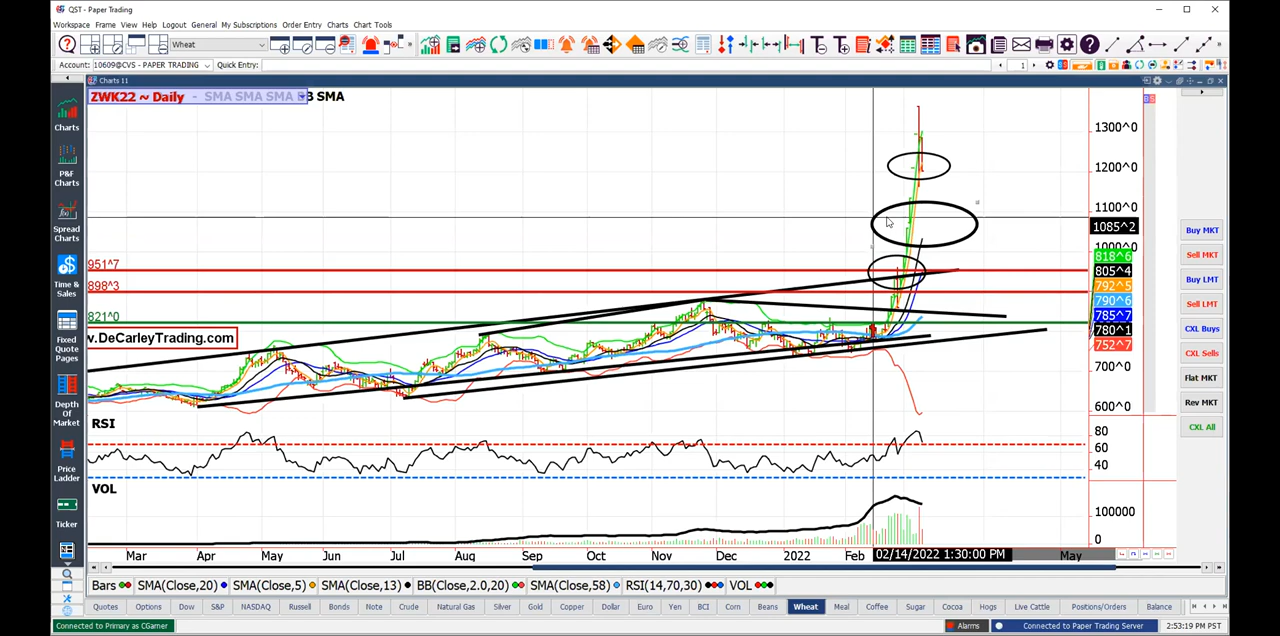 QST - Paper Trading
Workspace Frame View Help Logout General My Subscriptions Order Entry Charts Chart Tools
Wheat
Account: 10609@CVS - PAPER TRADING Quick Entry: 1
Charts 11
ZWK22 ~ Daily - SMA SMA SMA BB SMA
Charts
P&F Charts
Spread Charts
Time & Sales
Fixed Quote Pages
Depth Of Market
Price Ladder
Ticker
1300^0
1200^0
1100^0
1085^2
1000^0
818^6
805^4
792^5
790^6
785^7
780^1
752^7
700^0
600^0
951^7
898^3
821^0
v.DeCarleyTrading.com
RSI
80
60
40
VOL
100000
0
Mar Apr May Jun Jul Aug Sep Oct Nov Dec 2022 Feb 02/14/2022 1:30:00 PM May
Bars SMA(Close,20) SMA(Close,5) SMA(Close,13) BB(Close,2.0,20) SMA(Close,58) RSI(14,70,30) VOL
Buy MKT
Sell MKT
Buy LMT
Sell LMT
CXL Buys
CXL Sells
Flat MKT
Rev MKT
CXL All
Quotes Options Dow S&P NASDAQ Russell Bonds Note Crude Natural Gas Silver Gold Copper Dollar Euro Yen BCI Corn Beans Wheat Meal Coffee Sugar Cocoa Hogs Live Cattle Positions/Orders Balance
Connected to Primary as CGarner Alarms Connected to Paper Trading Server 2:53:19 PM PST